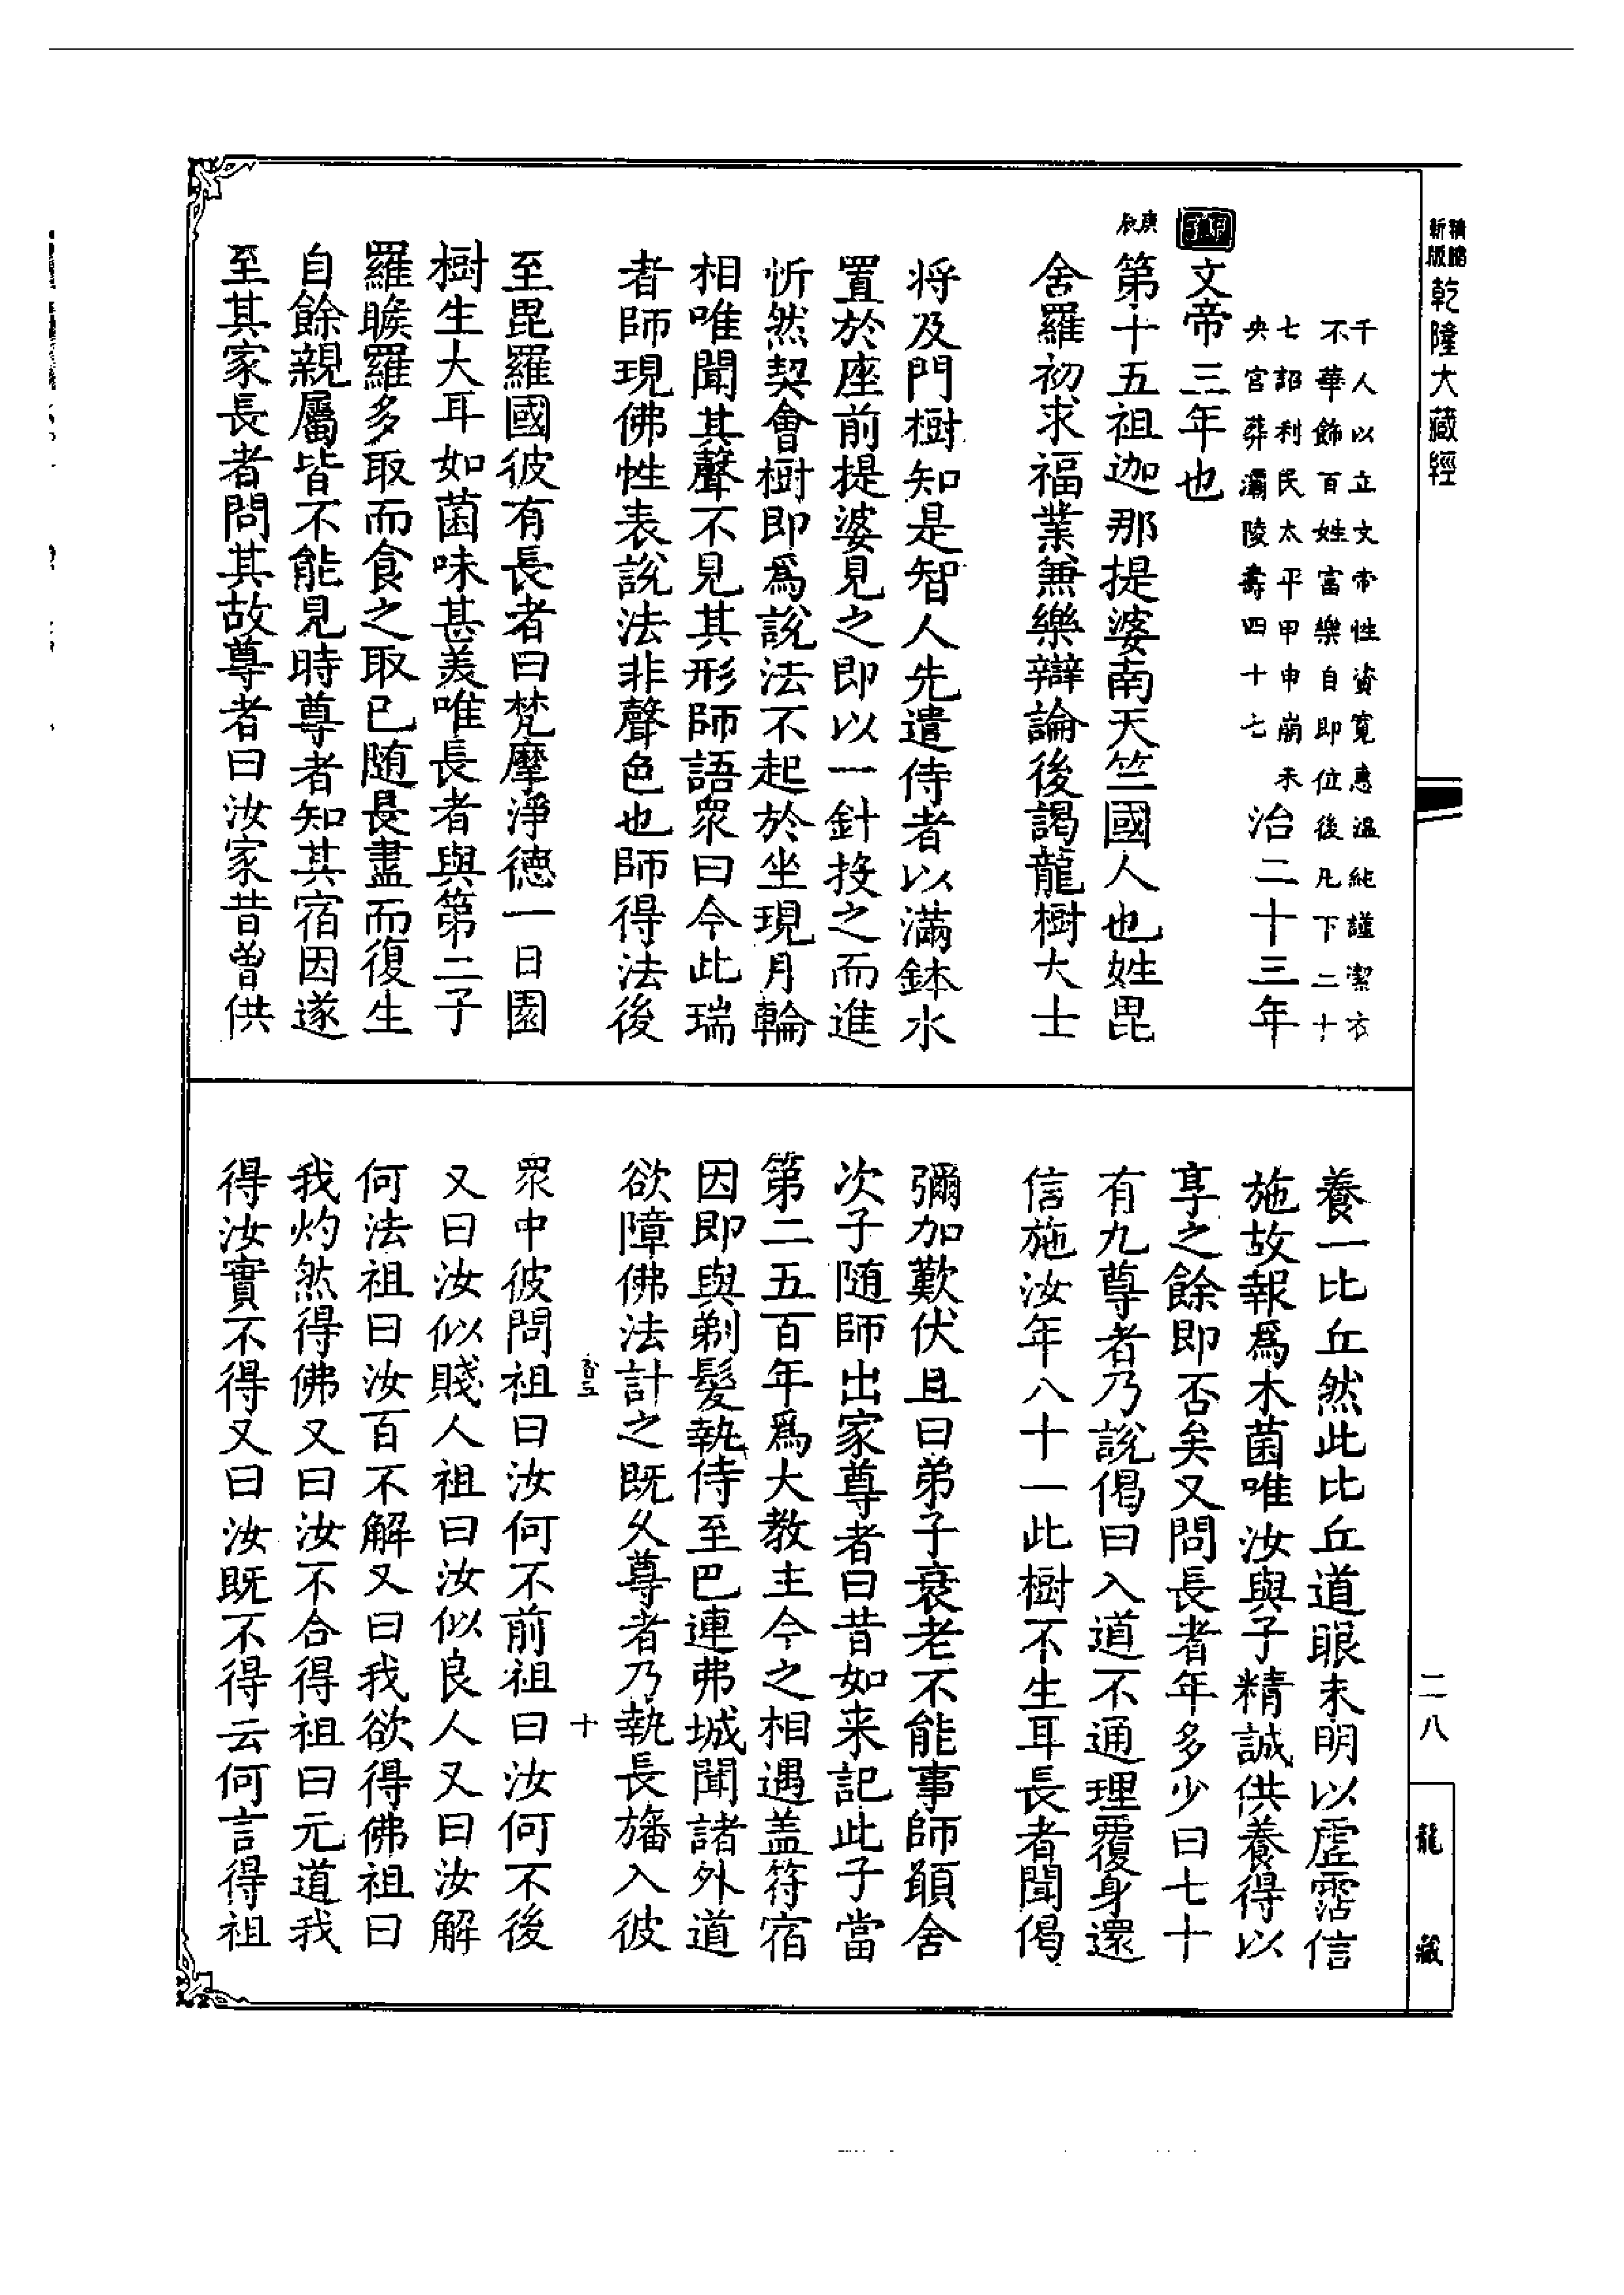 乾隆大藏經
千人以立文帝性資寬惠溫純謹潔衣
不華飾百姓富樂自即位後凡下二十
七詔利民太平甲申崩未
央宮葬灞陵壽四十七
治二十三年
文帝三年也
庚辰
第十五祖迦那提婆南天竺國人也姓毘
舍羅初求福業兼樂辯論後謁龍樹大士
將及門樹知是智人先遣侍者以滿鉢水
置於座前提婆見之即以一針投之而進
忻然契會樹即為說法不起於坐現月輪
相唯聞其聲不見其形師語眾曰今此瑞
者師現佛性表說法非聲色也師得法後
至毘羅國彼有長者曰梵摩淨德一日園
樹生大耳如菌味甚美唯長者與第二子
羅睺羅多取而食之取已隨長盡而復生
自餘親屬皆不能見時尊者知其宿因遂
至其家長者問其故尊者曰汝家昔曾供
養一比丘然此比丘道眼未明以虛霑信
施故報為木菌唯汝與子精誠供養得以
享之餘即否矣又問長者年多少曰七十
有九尊者乃說偈曰入道不通理覆身還
信施汝年八十一此樹不生耳長者聞偈
彌加歎伏且曰弟子衰老不能事師願舍
次子隨師出家尊者曰昔如來記此子當
第二五百年為大教主今之相遇蓋符宿
因即與剃髮執侍至巴連弗城聞諸外道
欲障佛法計之既久尊者乃執長旛入彼
十
眾中彼問祖曰汝何不前祖曰汝何不後
又曰汝似賤人祖曰汝似良人又曰汝解
何法祖曰汝百不解又曰我欲得佛祖曰
我灼然得佛又曰汝不合得祖曰元道我
得汝實不得又曰汝既不得云何言得祖
二八
龍藏